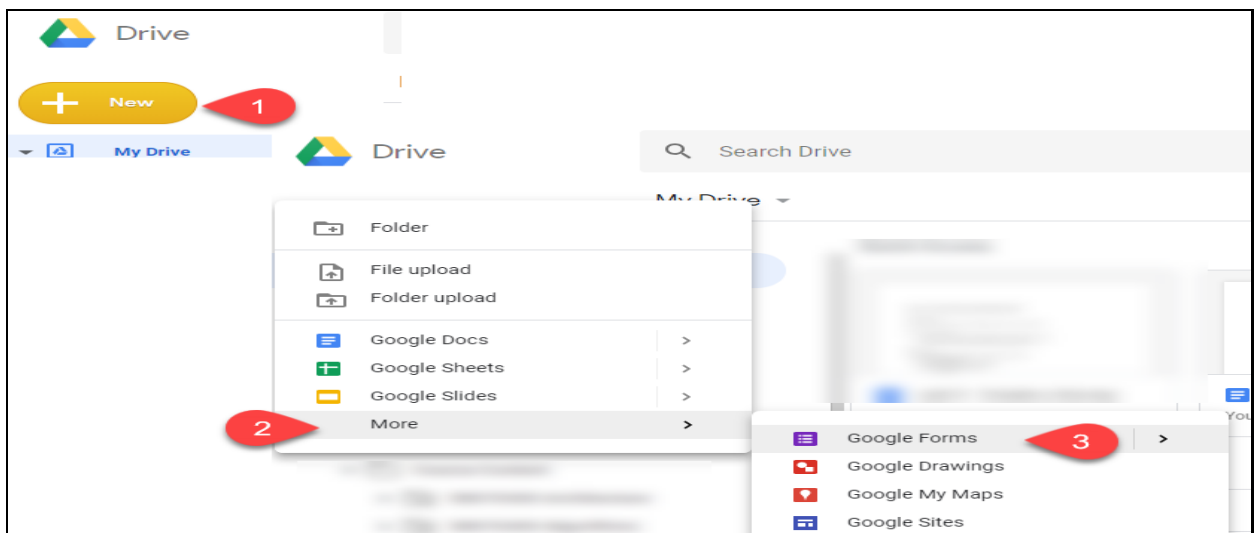 Drive
New
1
My Drive
Drive
Search Drive
My Drive
Folder
File upload
Folder upload
Google Docs >
Google Sheets >
Google Slides >
2 More >
Google Forms 3 >
Google Drawings
Google My Maps
Google Sites
You